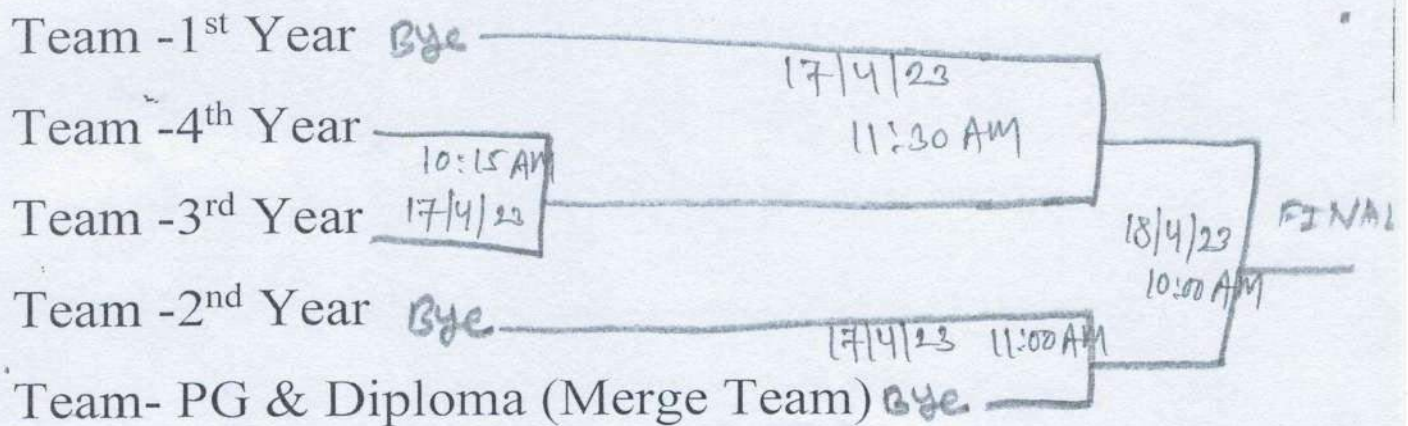 Team -1st Year Bye
17/4/23
Team -4th Year
11:30 AM
10:15 AM
Team -3rd Year 17/4/23
18/4/23 FINAL
10:00 AM
Team -2nd Year Bye
17/4/23 11:00 AM
Team- PG & Diploma (Merge Team) Bye